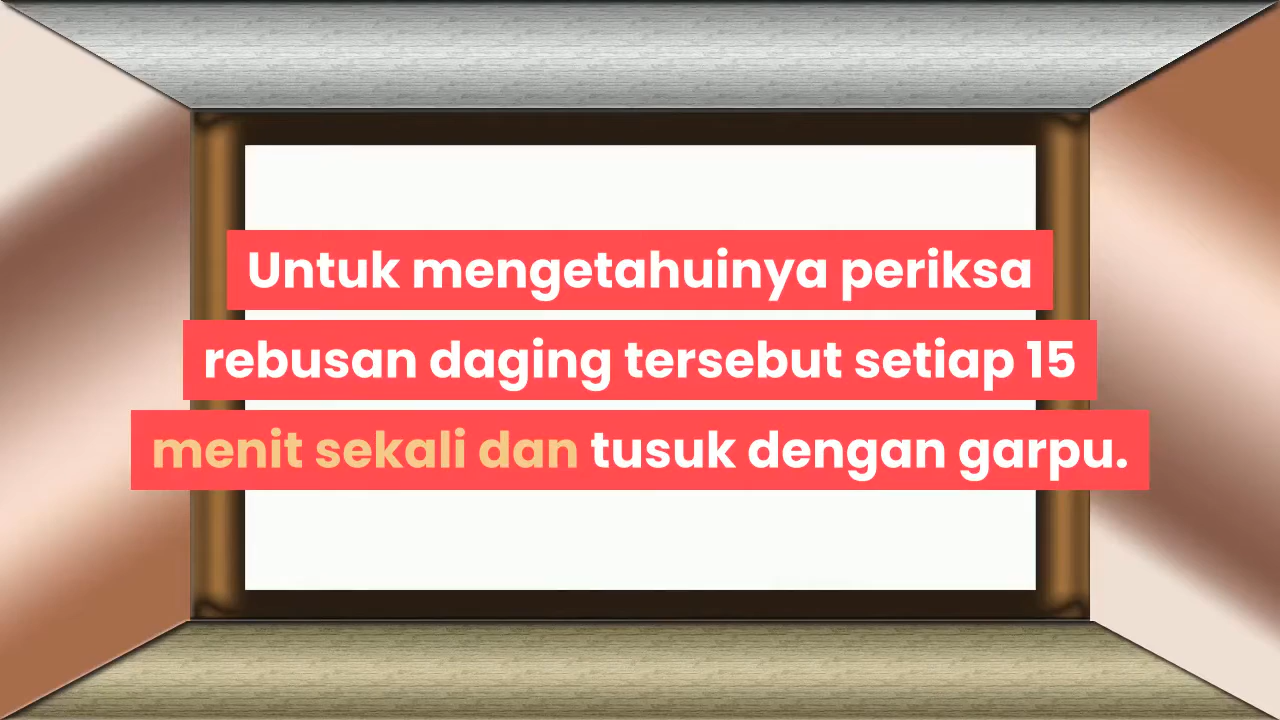 Untuk mengetahuinya periksa
rebusan daging tersebut setiap 15
menit sekali dan tusuk dengan garpu.